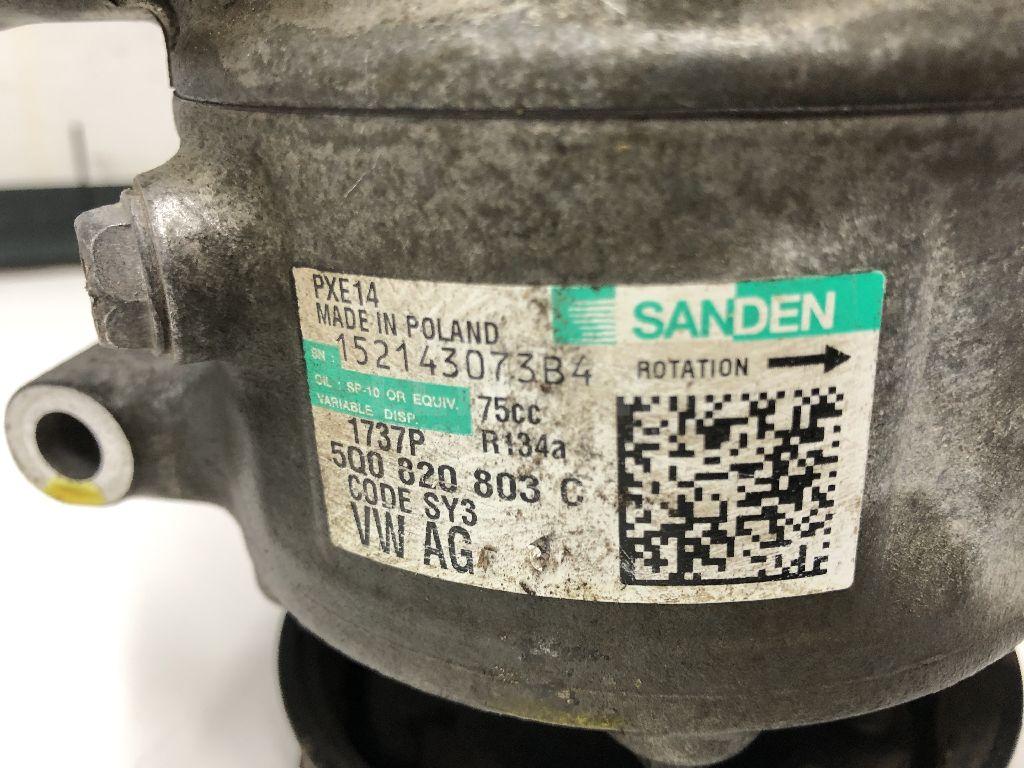 PXE14
MADE IN POLAND
SANDEN
SN: 152143073B4
ROTATION
OIL: SP-10 OR EQUIV. 75cc
VARIABLE DISP.
1737P R134a
5Q0 820 803 C
CODE SY3
VW AG